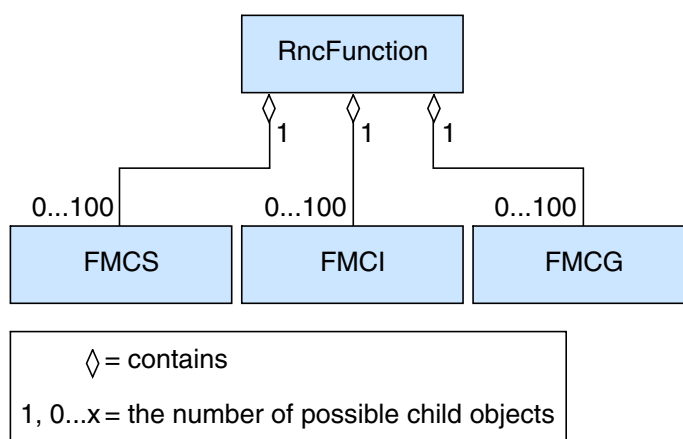 RncFunction
1 1 1
0...100 0...100 0...100
FMCS FMCI FMCG
◊ = contains
1, 0...x = the number of possible child objects